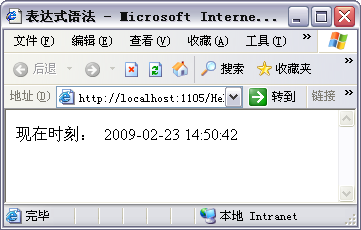 表达式语法 - Microsoft Interne...
文件(F) 编辑(E) 查看(V) 收藏(A) 工具(T) »
后退 搜索 收藏夹 »
地址(D) http://localhost:1105/He 转到 链接 »
现在时刻： 2009-02-23 14:50:42
完毕 本地 Intranet